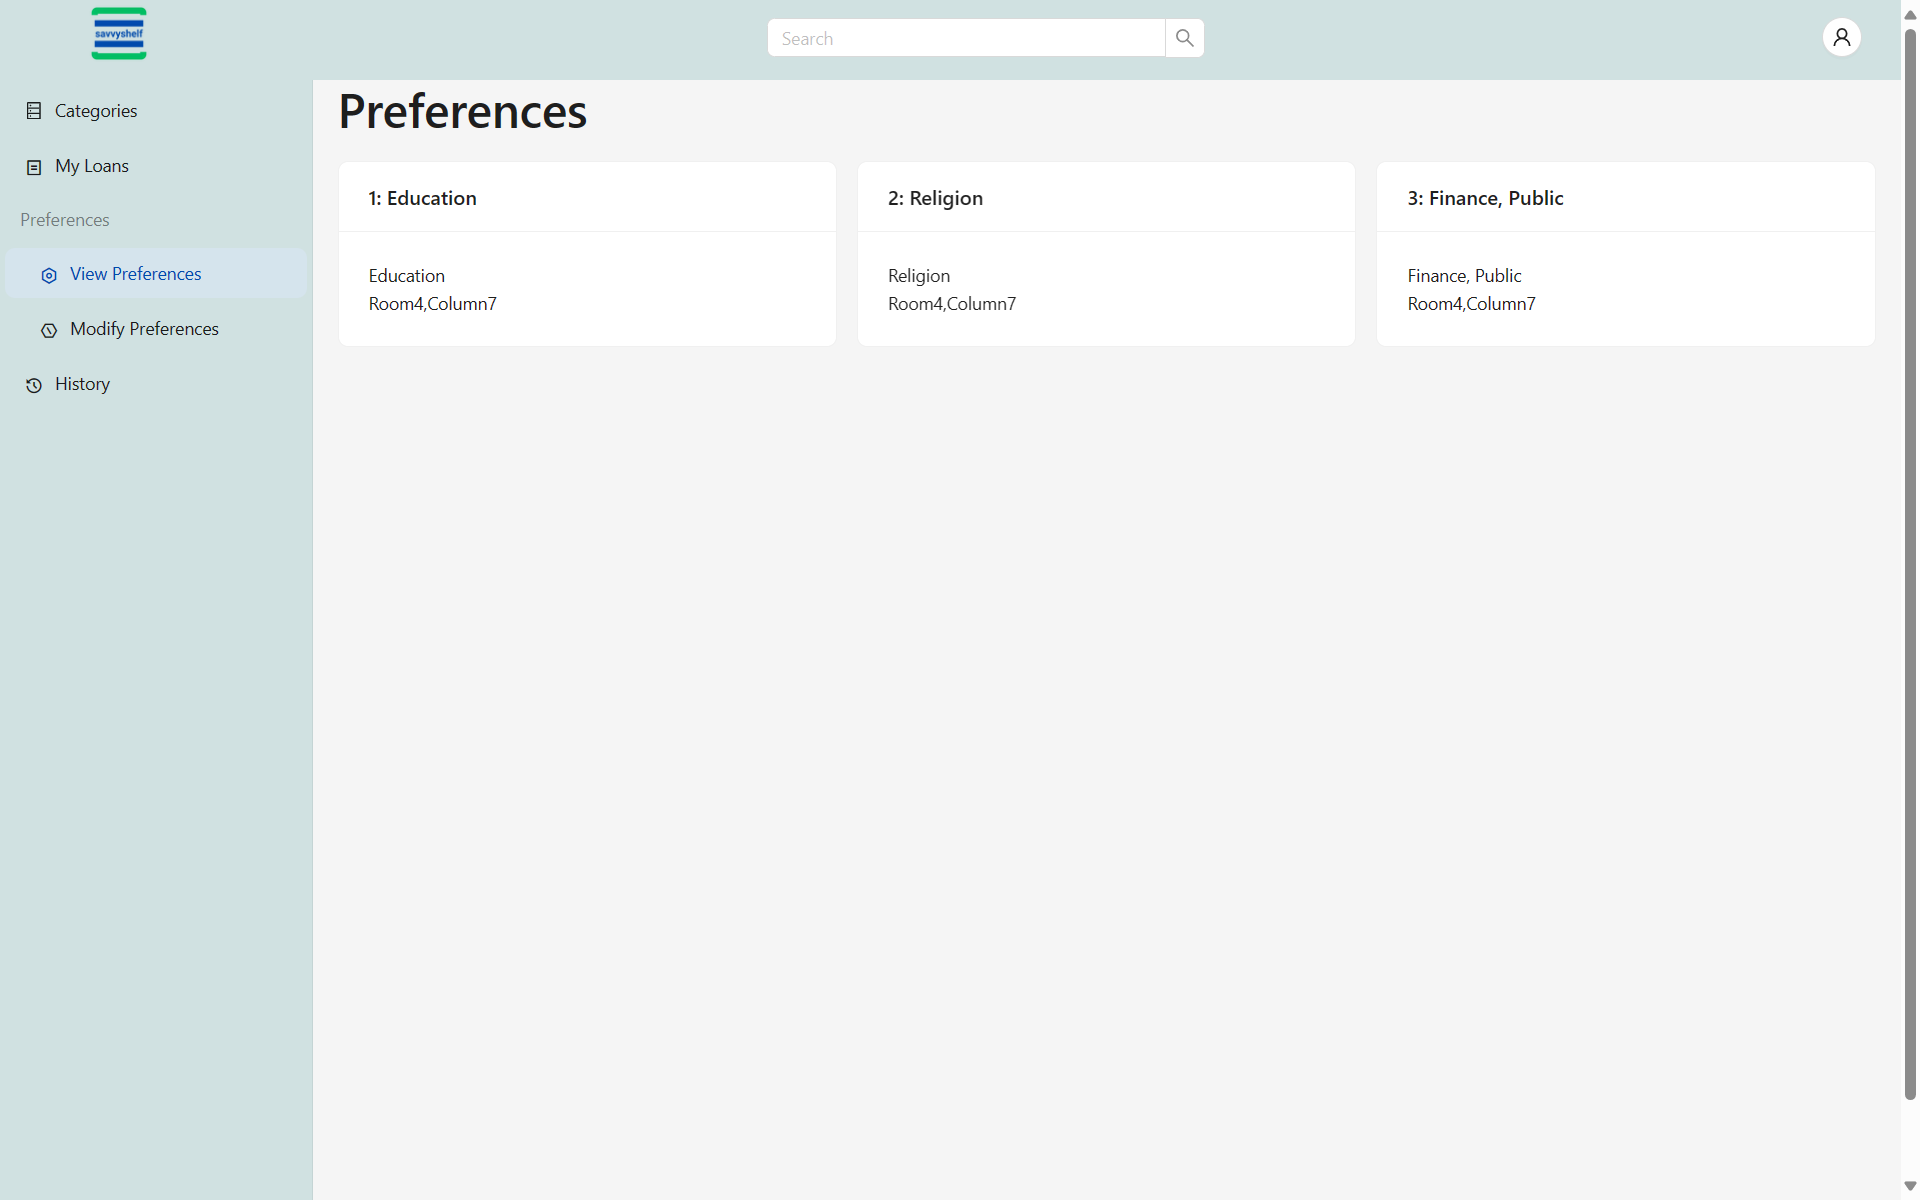 savvyshelf
Search
Categories
My Loans
Preferences
View Preferences
Modify Preferences
History
Preferences
1: Education
Education
Room4,Column7
2: Religion
Religion
Room4,Column7
3: Finance, Public
Finance, Public
Room4,Column7